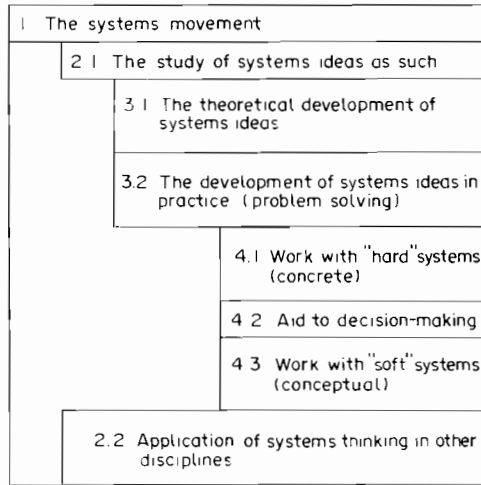 1 The systems movement
2 1 The study of systems ideas as such
3.1 The theoretical development of
systems ideas
3.2 The development of systems ideas in
practice (problem solving)
4.1 Work with "hard" systems
(concrete)
4 2 Aid to decision-making
4 3 Work with "soft" systems
(conceptual)
2.2 Application of systems thinking in other
disciplines